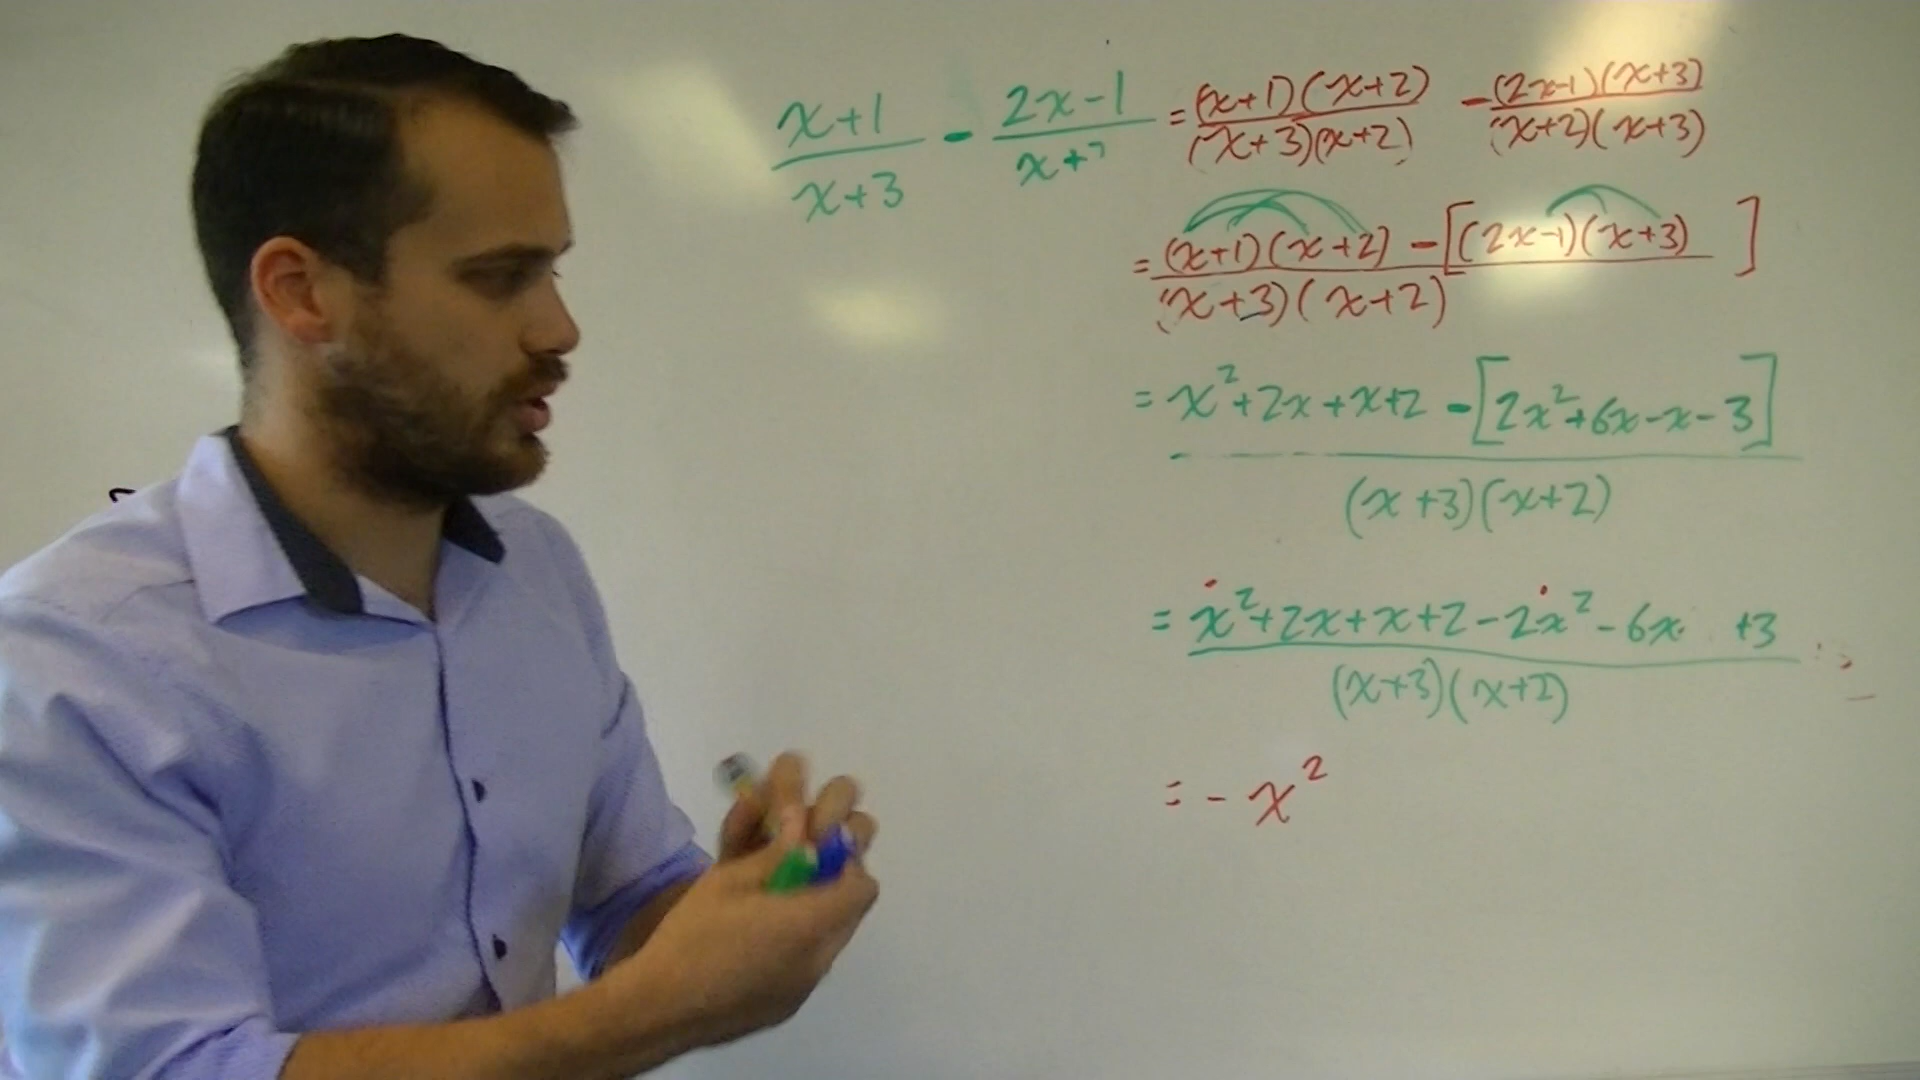 x+1/x+3 - 2x-1/x+2 = (x+1)(x+2)/(x+3)(x+2) - (2x-1)(x+3)/(x+2)(x+3)
= (x+1)(x+2) - [(2x-1)(x+3)]/(x+3)(x+2)
= x²+2x+x+2 - [2x²+6x-x-3]/(x+3)(x+2)
= x²+2x+x+2-2x²-6x +3/(x+3)(x+2)
= -x²